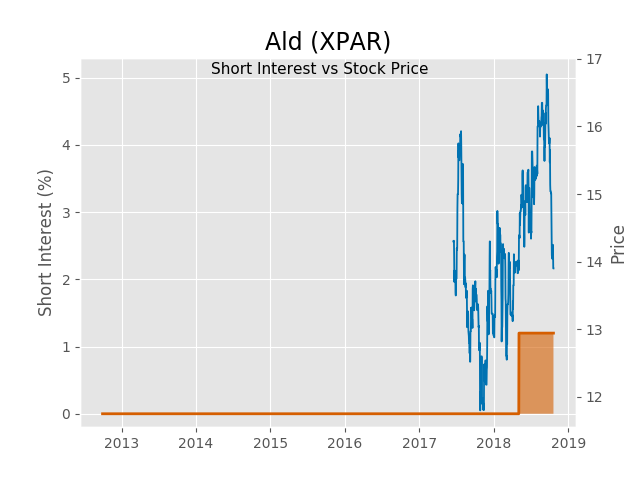 Ald (XPAR)
Short Interest vs Stock Price
Short Interest (%)
5
4
3
2
1
0
17
16
15
14
13
12
Price
2013 2014 2015 2016 2017 2018 2019